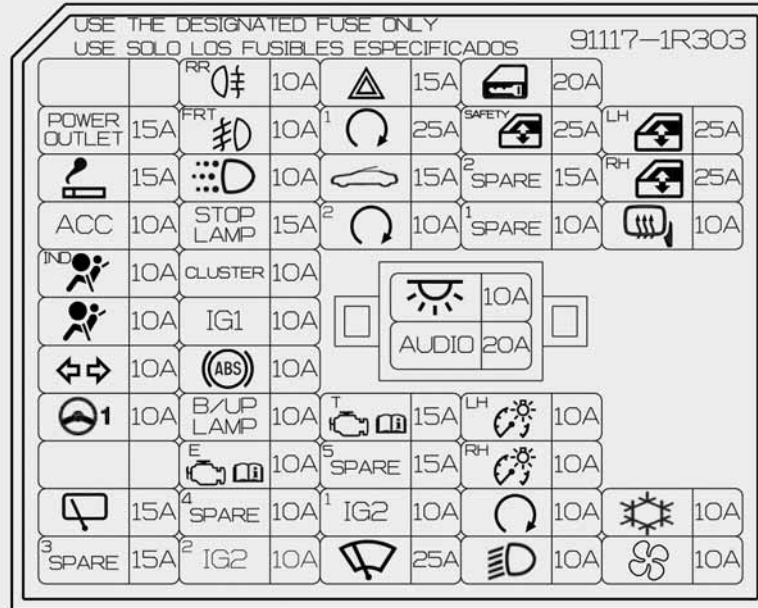 USE THE DESIGNATED FUSE ONLY
USE SOLO LOS FUSIBLES ESPECIFICADOS 91117-1R303
RR 10A 15A 20A
POWER OUTLET 15A FRT 10A 1 25A SAFETY 25A LH 25A
15A 10A 15A 2 SPARE 15A RH 25A
ACC 10A STOP LAMP 15A 2 10A 1 SPARE 10A 10A
IND 10A CLUSTER 10A
10A
10A IG1 10A
AUDIO 20A
10A (ABS) 10A
1 10A B/UP LAMP 10A T 15A LH 10A
E 10A 5 SPARE 15A RH 10A
15A 4 SPARE 10A 1 IG2 10A 10A 10A
3 SPARE 15A 2 IG2 10A 25A 10A 10A